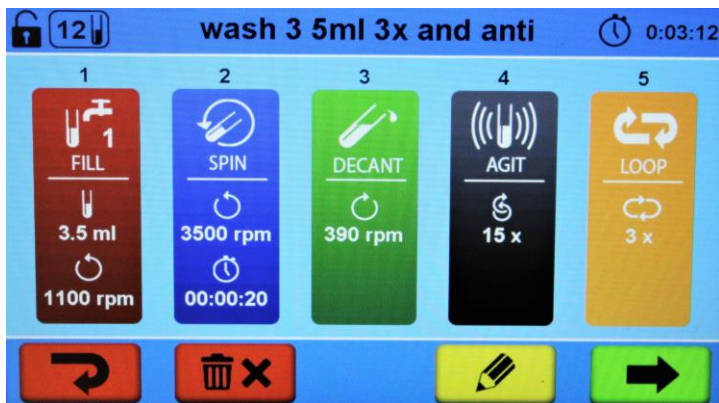 12
wash 3 5ml 3x and anti
0:03:12
1
2
3
4
5
1
FILL
SPIN
DECANT
AGIT
LOOP
3.5 ml
3500 rpm
390 rpm
15 x
3 x
1100 rpm
00:00:20